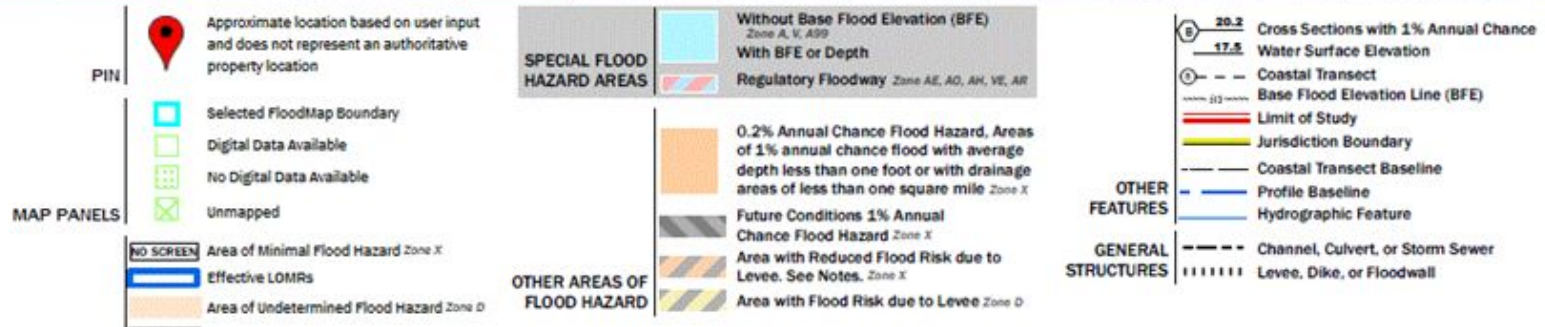 PIN
Approximate location based on user input
and does not represent an authoritative
property location
MAP PANELS
Selected FloodMap Boundary
Digital Data Available
No Digital Data Available
Unmapped
NO SCREEN Area of Minimal Flood Hazard Zone X
Effective LOMRs
Area of Undetermined Flood Hazard Zone D
SPECIAL FLOOD
HAZARD AREAS
Without Base Flood Elevation (BFE)
Zone A, V, A99
With BFE or Depth
Regulatory Floodway Zone AE, AO, AH, VE, AR
OTHER AREAS OF
FLOOD HAZARD
0.2% Annual Chance Flood Hazard, Areas
of 1% annual chance flood with average
depth less than one foot or with drainage
areas of less than one square mile Zone X
Future Conditions 1% Annual
Chance Flood Hazard Zone X
Area with Reduced Flood Risk due to
Levee. See Notes. Zone X
Area with Flood Risk due to Levee Zone D
OTHER
FEATURES
B 20.2 Cross Sections with 1% Annual Chance
17.5 Water Surface Elevation
Coastal Transect
Base Flood Elevation Line (BFE)
Limit of Study
Jurisdiction Boundary
Coastal Transect Baseline
Profile Baseline
Hydrographic Feature
GENERAL
STRUCTURES
Channel, Culvert, or Storm Sewer
Levee, Dike, or Floodwall